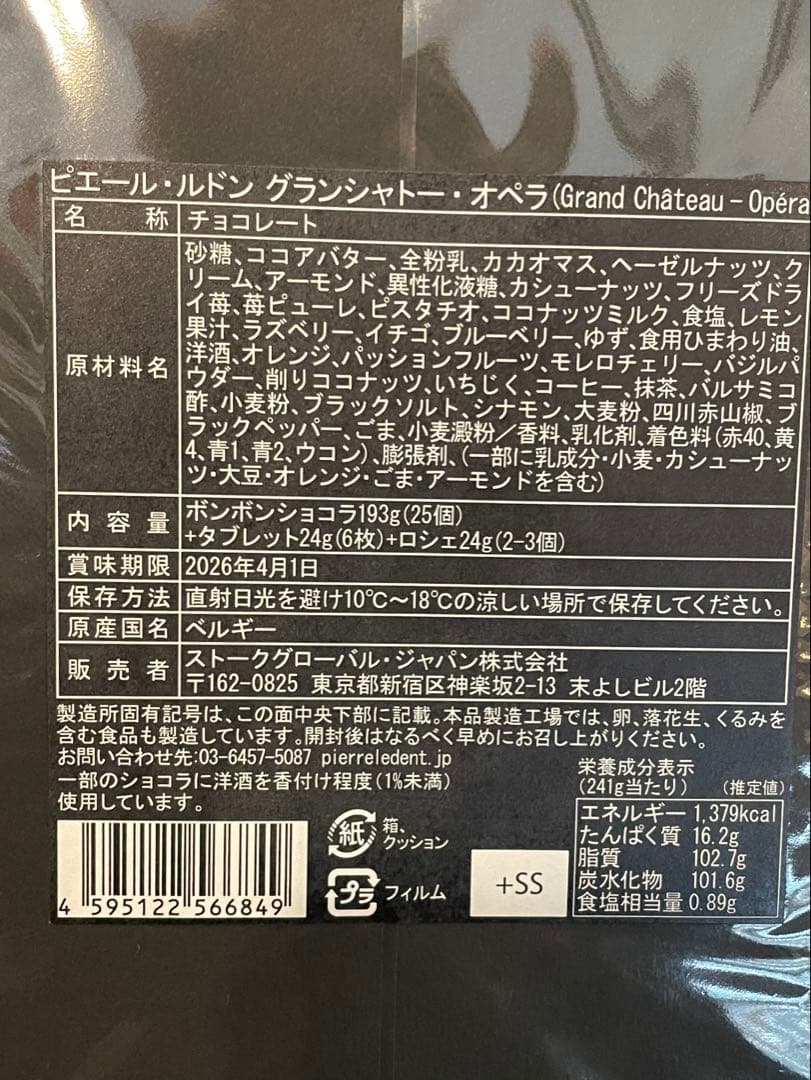 ピエール・ルドン グランシャトー・オペラ(Grand Château－Opéra
名称 チョコレート
原材料名
砂糖、ココアバター、全粉乳、カカオマス、ヘーゼルナッツ、ク
リーム、アーモンド、異性化液糖、カシューナッツ、フリーズドラ
イ苺、苺ピューレ、ピスタチオ、ココナッツミルク、食塩、レモン
果汁、ラズベリー、イチゴ、ブルーベリー、ゆず、食用ひまわり油、
洋酒、オレンジ、パッションフルーツ、モレロチェリー、バジルパ
ウダー、削りココナッツ、いちじく、コーヒー、抹茶、バルサミコ
酢、小麦粉、ブラックソルト、シナモン、大麦粉、四川赤山椒、ブ
ラックペッパー、ごま、小麦澱粉／香料、乳化剤、着色料(赤40、黄
4、青1、青2、ウコン)、膨張剤、(一部に乳成分・小麦・カシューナッ
ツ・大豆・オレンジ・ごま・アーモンドを含む)
内容量 ボンボンショコラ193g(25個)
+タブレット24g(6枚)+ロシェ24g(2-3個)
賞味期限 2026年4月1日
保存方法 直射日光を避け10℃～18℃の涼しい場所で保存してください。
原産国名 ベルギー
販売者 ストークグローバル・ジャパン株式会社
〒162-0825 東京都新宿区神楽坂2-13 末よしビル2階
製造所固有記号は、この面中央下部に記載。本品製造工場では、卵、落花生、くるみを
含む食品も製造しています。開封後はなるべく早めにお召し上がりください。
お問い合わせ先:03-6457-5087 pierreledent.jp
一部のショコラに洋酒を香付け程度(1%未満)
使用しています。
栄養成分表示
(241g当たり) (推定値)
エネルギー 1,379kcal
たんぱく質 16.2g
脂質 102.7g
炭水化物 101.6g
食塩相当量 0.89g
紙 箱、
クッション
プラ フィルム
+SS
4 595122 566849